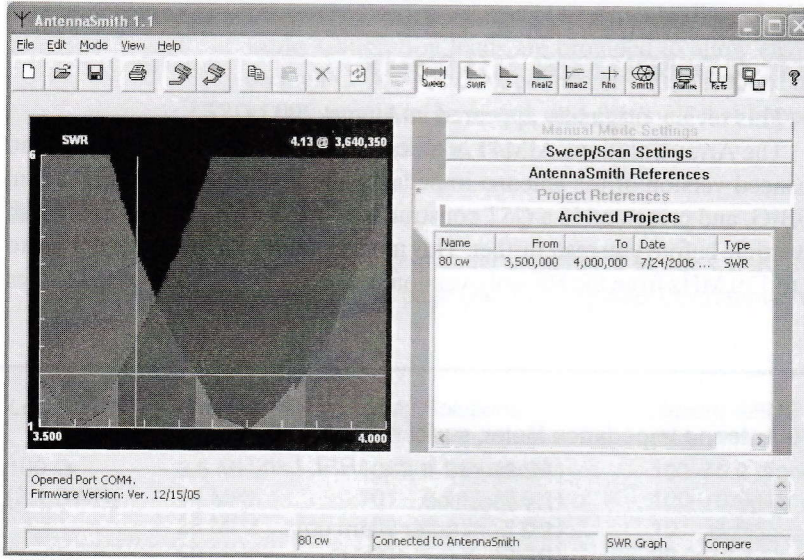 AntennaSmith 1.1
File Edit Mode View Help
Sweep SWR Z RealZ ImagZ Rho Smith RunTime Refs
SWR 4.13 @ 3,640,350
6
1
3.500 4.000
Manual Mode Settings
Sweep/Scan Settings
AntennaSmith References
Project References
Archived Projects
Name From To Date Type
80 cw 3,500,000 4,000,000 7/24/2006 ... SWR
Opened Port COM4.
Firmware Version: Ver. 12/15/05
80 cw Connected to AntennaSmith SWR Graph Compare